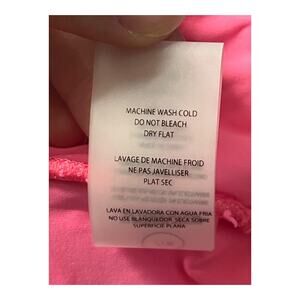 MACHINE WASH COLD
DO NOT BLEACH
DRY FLAT
LAVAGE DE MACHINE FROID
NE PAS JAVELLISER
PLAT SEC
LAVA EN LAVADORA CON AGUA FRIA
NO USE BLANQUEDOR SECA SOBRE
SUPERFICIE PLANA